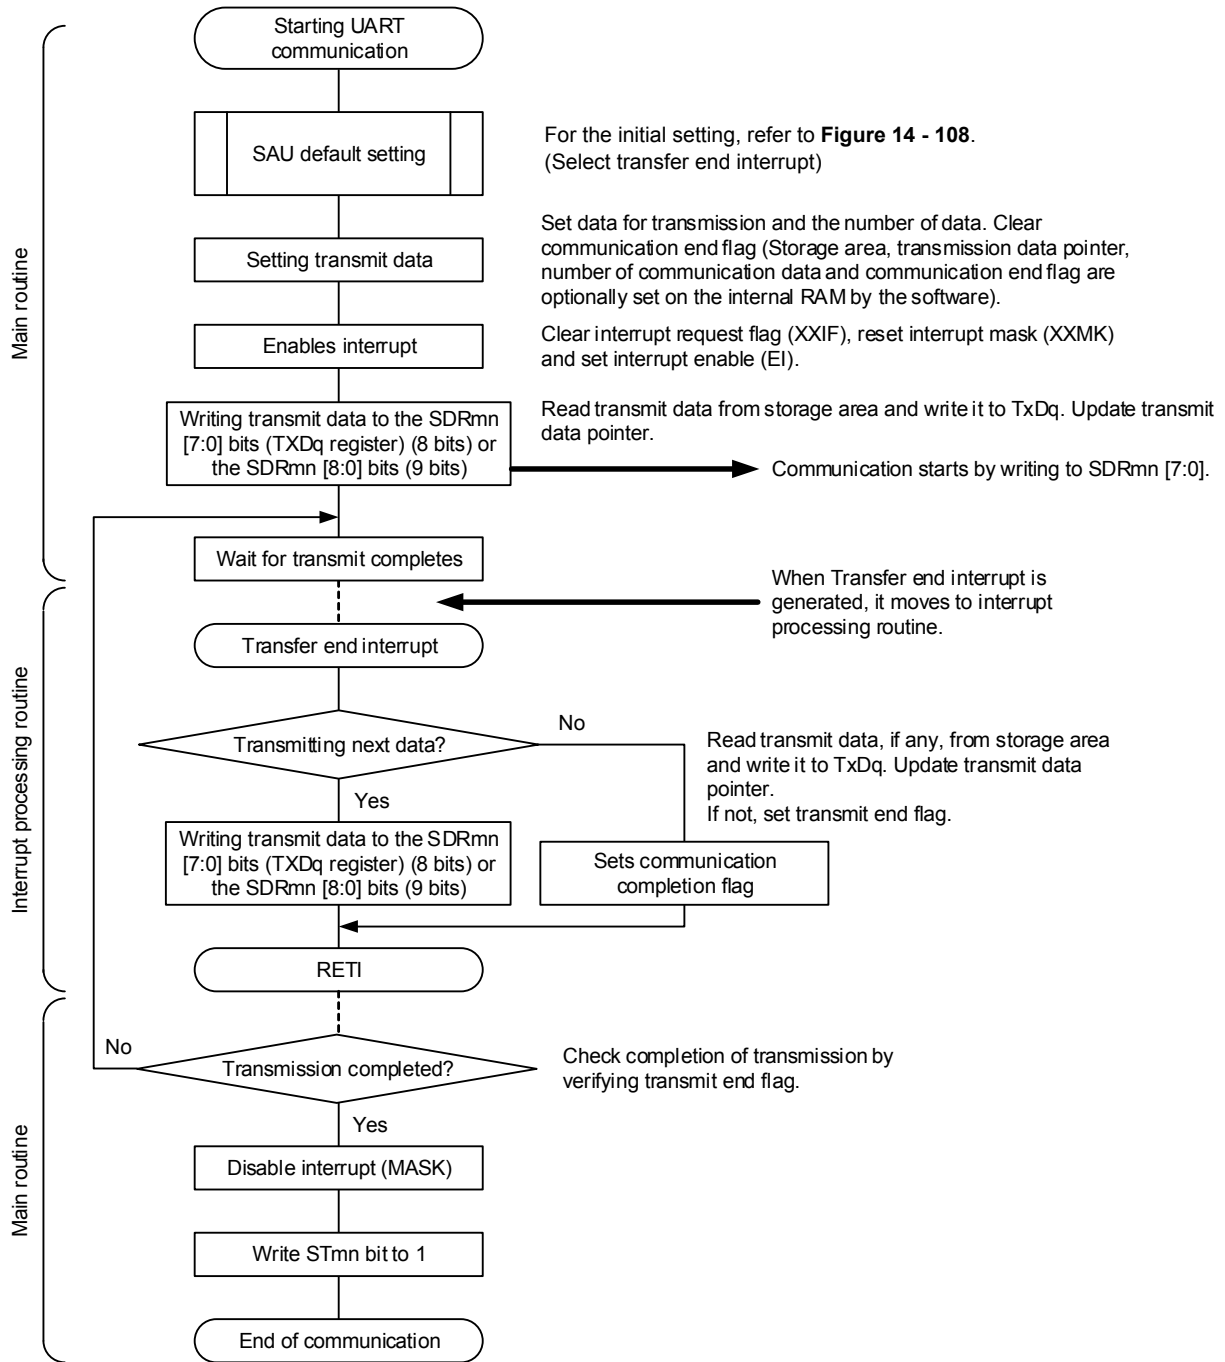 Starting UART
communication
SAU default setting
For the initial setting, refer to Figure 14 - 108.
(Select transfer end interrupt)
Main routine
Setting transmit data
Set data for transmission and the number of data. Clear
communication end flag (Storage area, transmission data pointer,
number of communication data and communication end flag are
optionally set on the internal RAM by the software).
Enables interrupt
Clear interrupt request flag (XXIF), reset interrupt mask (XXMK)
and set interrupt enable (EI).
Writing transmit data to the SDRmn
[7:0] bits (TXDq register) (8 bits) or
the SDRmn [8:0] bits (9 bits)
Read transmit data from storage area and write it to TxDq. Update transmit
data pointer.
Communication starts by writing to SDRmn [7:0].
Wait for transmit completes
When Transfer end interrupt is
generated, it moves to interrupt
processing routine.
Interrupt processing routine
Transfer end interrupt
Transmitting next data?
No
Yes
Read transmit data, if any, from storage area
and write it to TxDq. Update transmit data
pointer.
If not, set transmit end flag.
Writing transmit data to the SDRmn
[7:0] bits (TXDq register) (8 bits) or
the SDRmn [8:0] bits (9 bits)
Sets communication
completion flag
RETI
Main routine
No
Transmission completed?
Check completion of transmission by
verifying transmit end flag.
Yes
Disable interrupt (MASK)
Write STmn bit to 1
End of communication